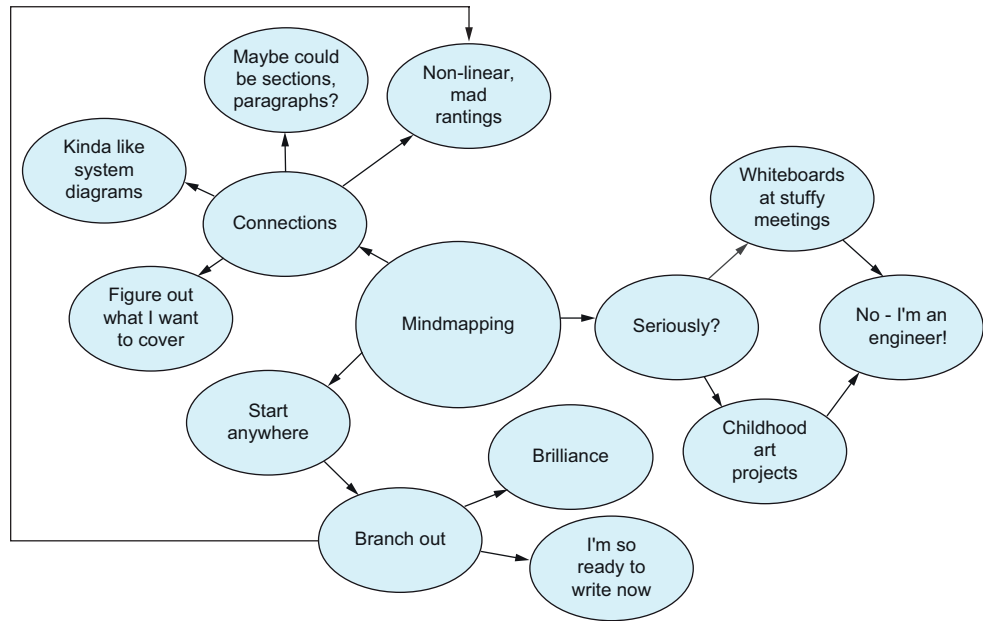 Maybe could
be sections,
paragraphs?
Non-linear,
mad
rantings
Kinda like
system
diagrams
Connections
Figure out
what I want
to cover
Mindmapping
Seriously?
Whiteboards
at stuffy
meetings
No - I'm an
engineer!
Childhood
art
projects
Start
anywhere
Branch out
Brilliance
I'm so
ready to
write now